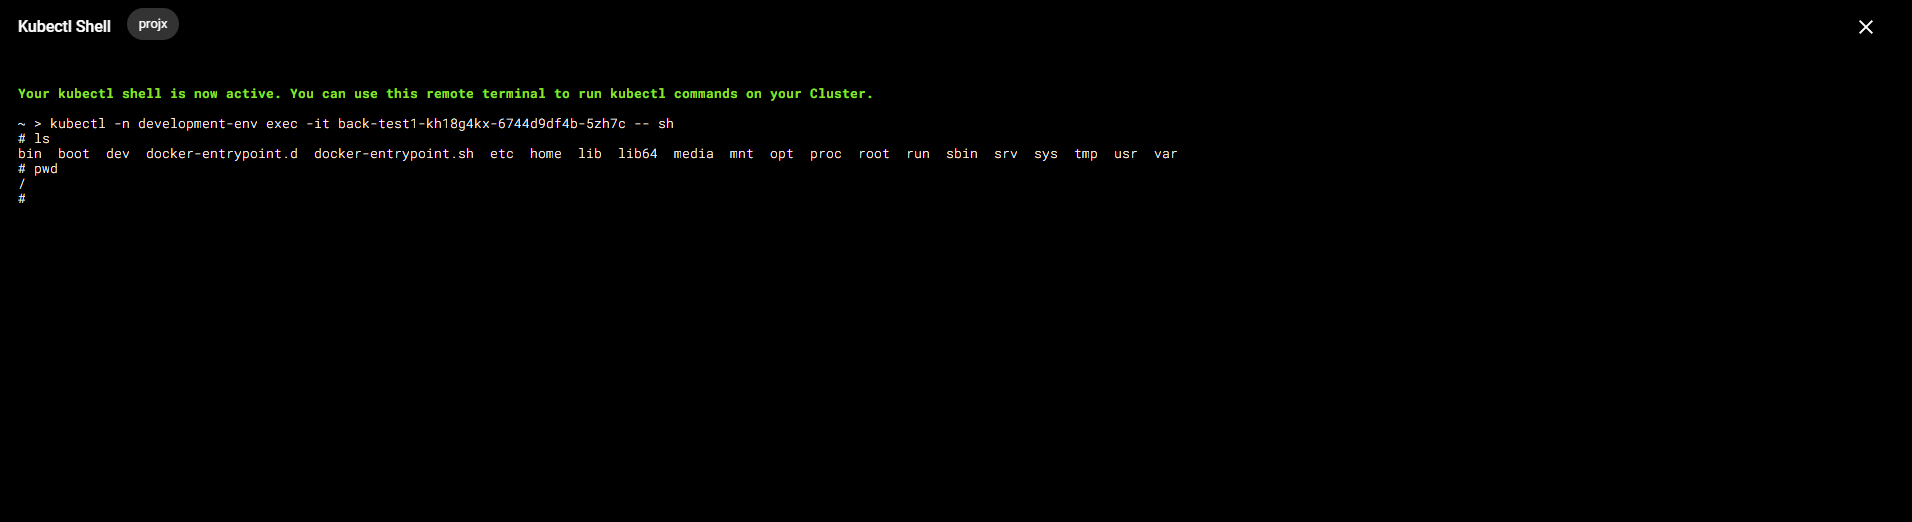 Kubectl Shell projx
Your kubectl shell is now active. You can use this remote terminal to run kubectl commands on your Cluster.
~ > kubectl -n development-env exec -it back-test1-kh18g4kx-6744d9df4b-5zh7c -- sh
# ls
bin  boot  dev  docker-entrypoint.d  docker-entrypoint.sh  etc  home  lib  lib64  media  mnt  opt  proc  root  run  sbin  srv  sys  tmp  usr  var
# pwd
/
#